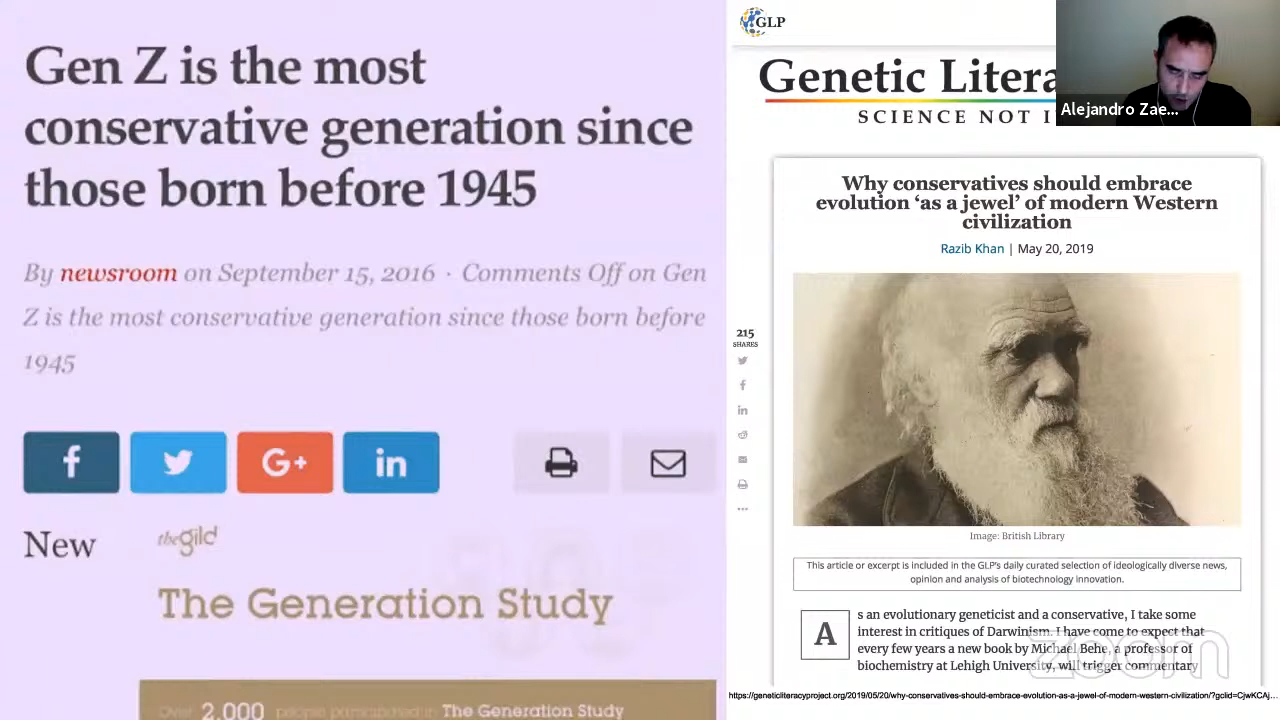 Gen Z is the most
conservative generation since
those born before 1945
By newsroom on September 15, 2016 · Comments Off on Gen
Z is the most conservative generation since those born before
1945
f
G+
in
New
thegild
The Generation Study
Over 2,000 people participated in The Generation Study
GLP
Genetic Litera
SCIENCE NOT I
Alejandro Zae...
Why conservatives should embrace
evolution ‘as a jewel’ of modern Western
civilization
Razib Khan | May 20, 2019
215
SHARES
Image: British Library
This article or excerpt is included in the GLP’s daily curated selection of ideologically diverse news,
opinion and analysis of biotechnology innovation.
As an evolutionary geneticist and a conservative, I take some
interest in critiques of Darwinism. I have come to expect that
every few years a new book by Michael Behe, a professor of
biochemistry at Lehigh University, will trigger commentary
zoom
https://geneticliteracyproject.org/2019/05/20/why-conservatives-should-embrace-evolution-as-a-jewel-of-modern-western-civilization/?gclid=CjwKCAj...